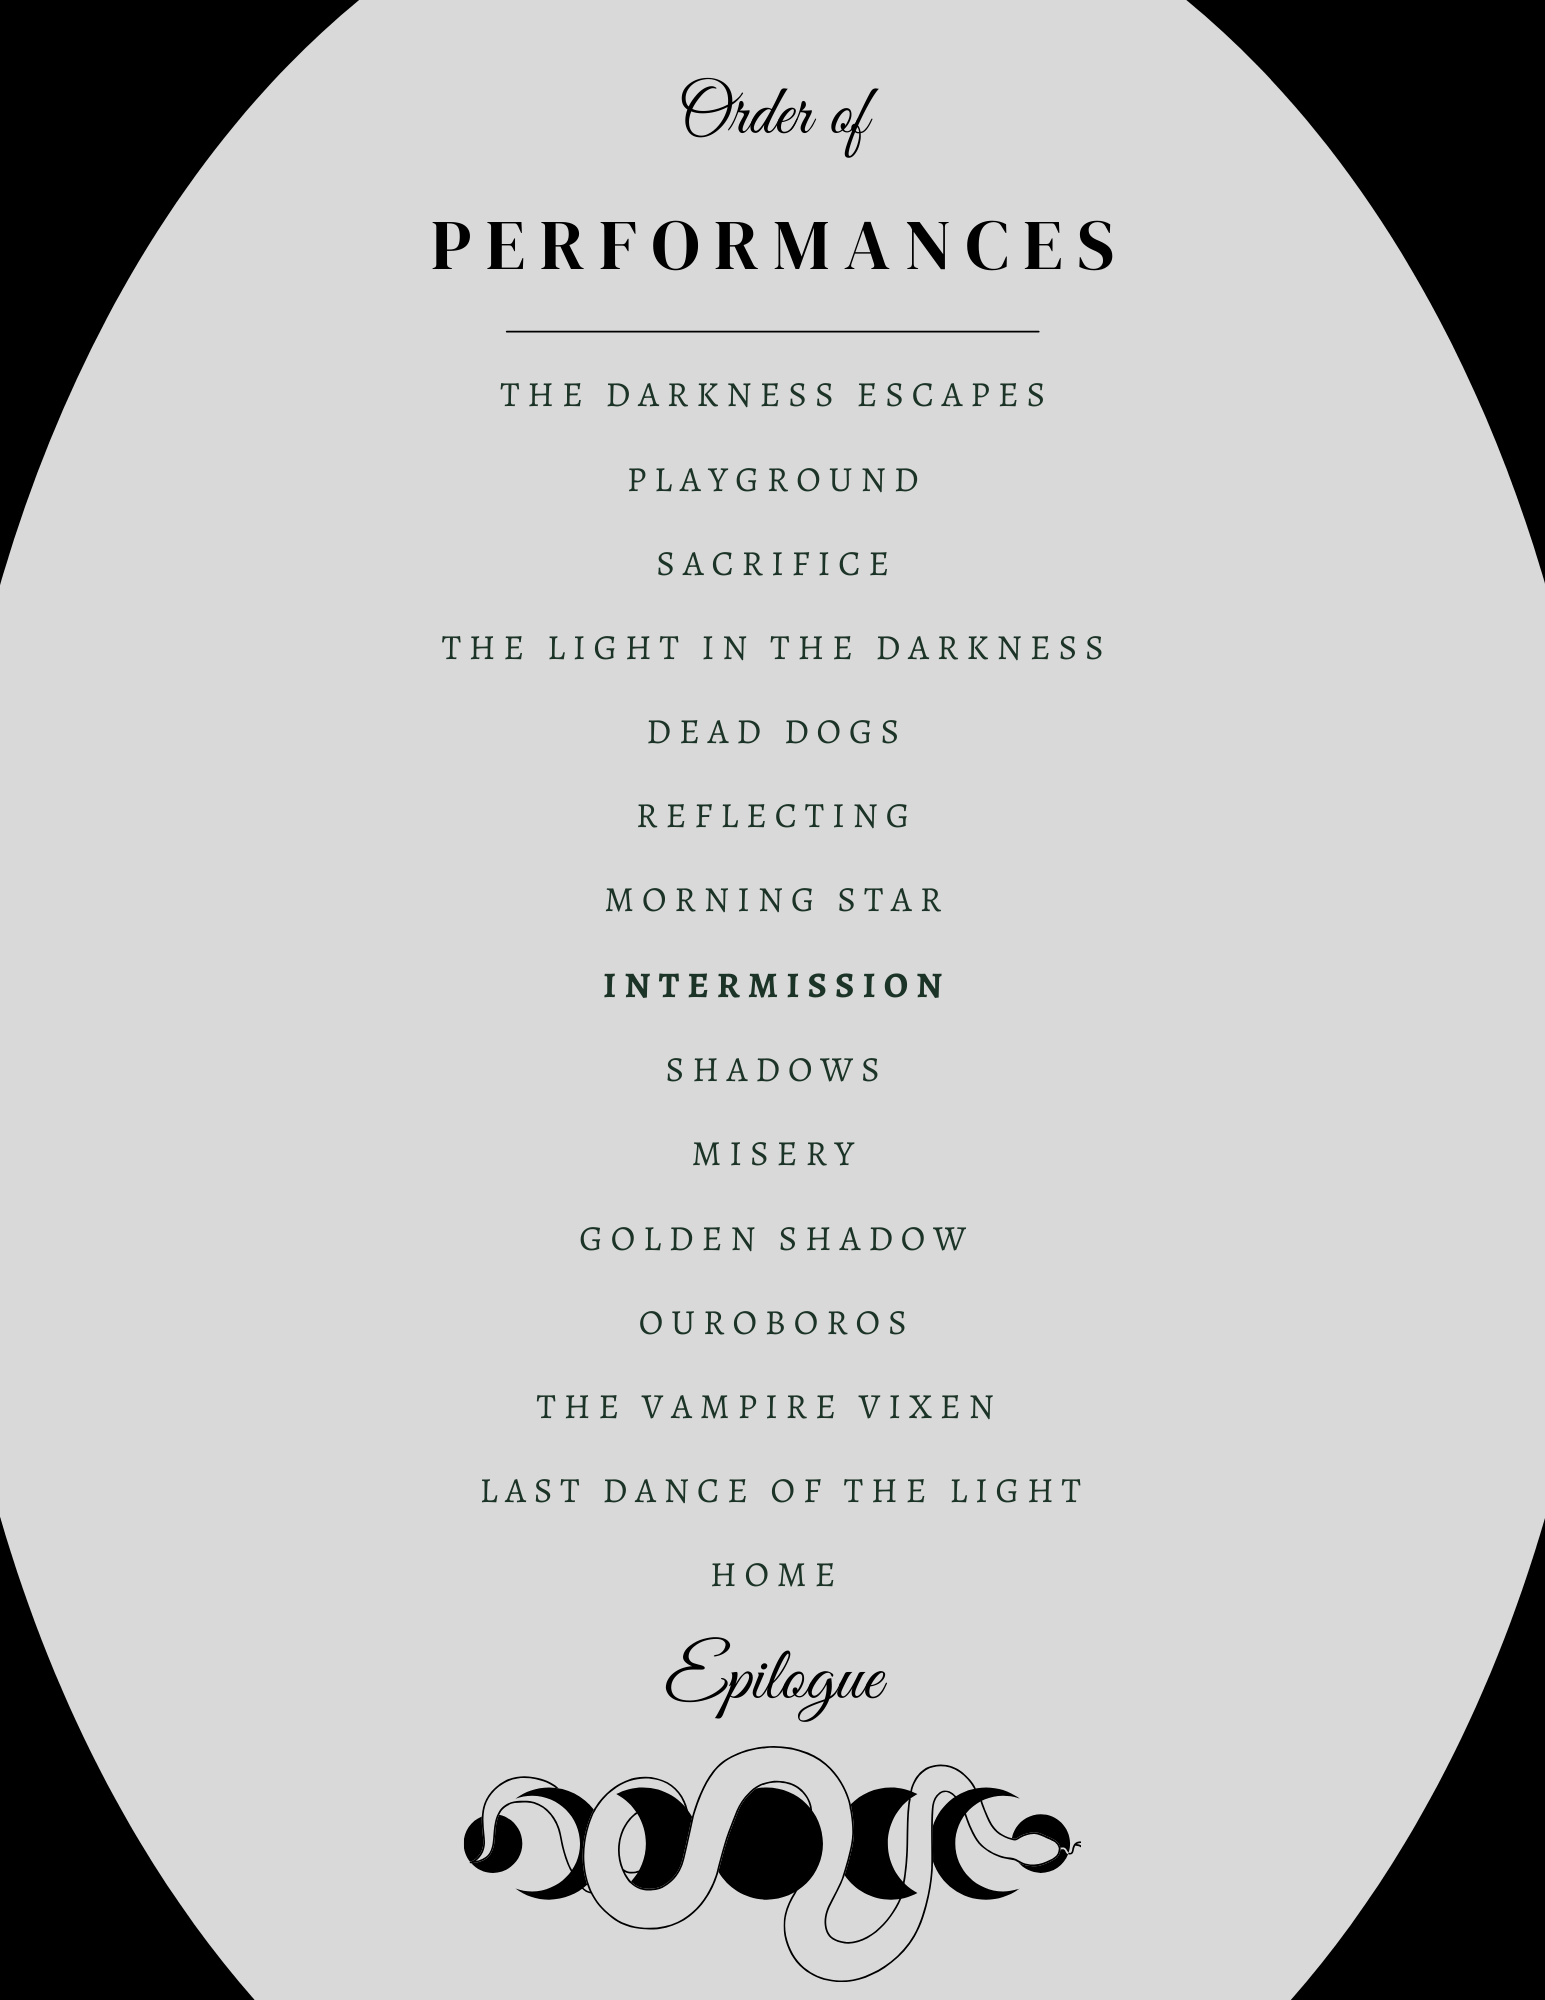 Order of
PERFORMANCES
THE DARKNESS ESCAPES
PLAYGROUND
SACRIFICE
THE LIGHT IN THE DARKNESS
DEAD DOGS
REFLECTING
MORNING STAR
INTERMISSION
SHADOWS
MISERY
GOLDEN SHADOW
OUROBOROS
THE VAMPIRE VIXEN
LAST DANCE OF THE LIGHT
HOME
Epilogue